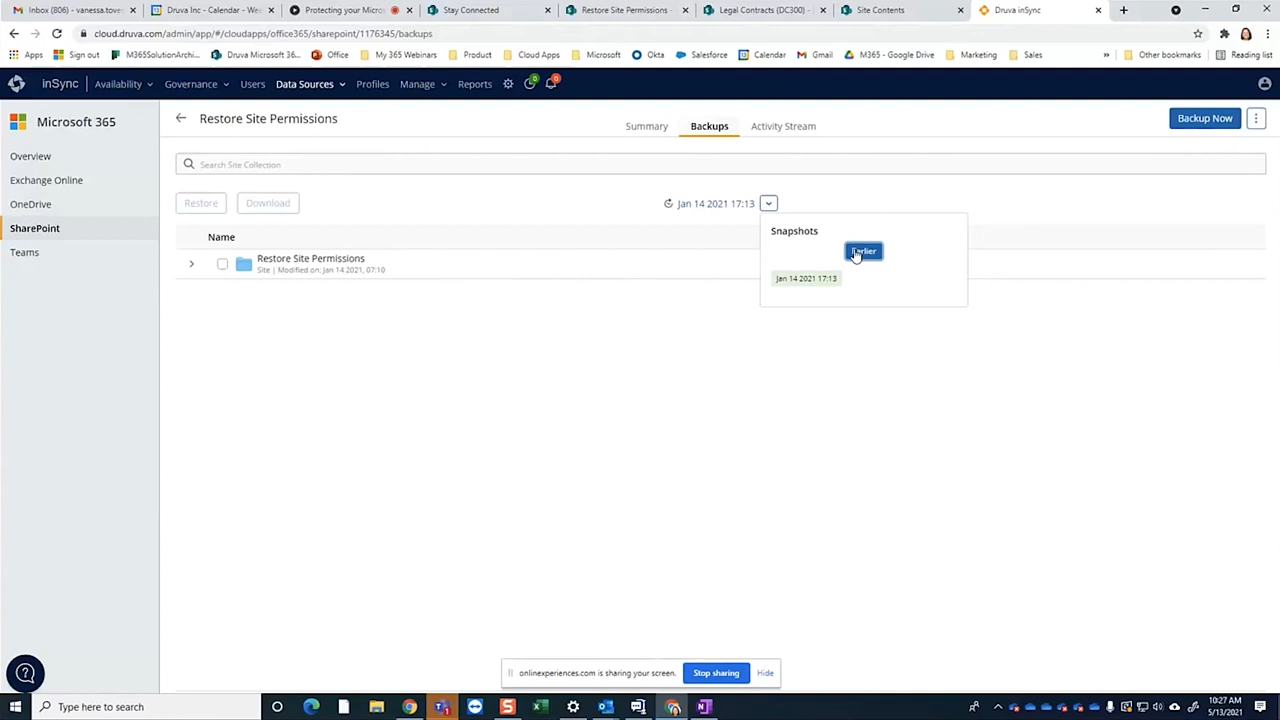 Inbox (806) - vanessa.tove
Druva Inc - Calendar - We
Protecting your Micros
Stay Connected
Restore Site Permissions -
Legal Contracts (DC300) -
Site Contents
Druva inSync
cloud.druva.com/admin/app/#/cloudapps/office365/sharepoint/1176345/backups
Apps
Sign out
M365SolutionArchi...
Druva Microsoft 36...
Office
My 365 Webinars
Product
Cloud Apps
Microsoft
Okta
Salesforce
Calendar
Gmail
M365 - Google Drive
Marketing
Sales
»
Other bookmarks
Reading list
inSync
Availability
Governance
Users
Data Sources
Profiles
Manage
Reports
0
0
Microsoft 365
Overview
Exchange Online
OneDrive
SharePoint
Teams
Restore Site Permissions
Summary
Backups
Activity Stream
Backup Now
Search Site Collection
Restore
Download
Jan 14 2021 17:13
Snapshots
Earlier
Jan 14 2021 17:13
Name
Restore Site Permissions
Site | Modified on: Jan 14 2021, 07:10
onlinexperiences.com is sharing your screen.
Stop sharing
Hide
Type here to search
10:27 AM
5/13/2021